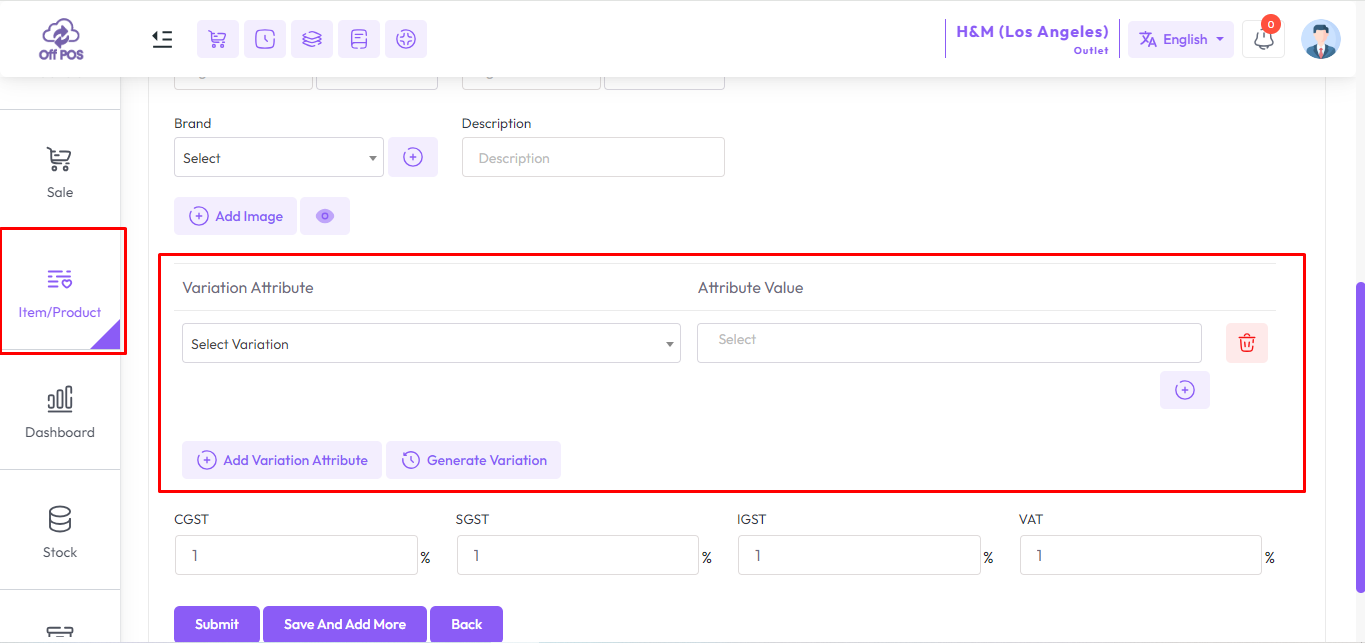 Off POS
H&M (Los Angeles)
Outlet
English
0
Brand
Description
Select
Description
Add Image
Sale
Item/Product
Dashboard
Stock
Variation Attribute
Attribute Value
Select Variation
Select
Add Variation Attribute
Generate Variation
CGST
SGST
IGST
VAT
1 %
1 %
1 %
1 %
Submit
Save And Add More
Back